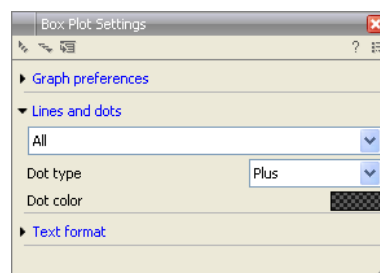 Box Plot Settings
?
Graph preferences
Lines and dots
All
Dot type Plus
Dot color
Text format